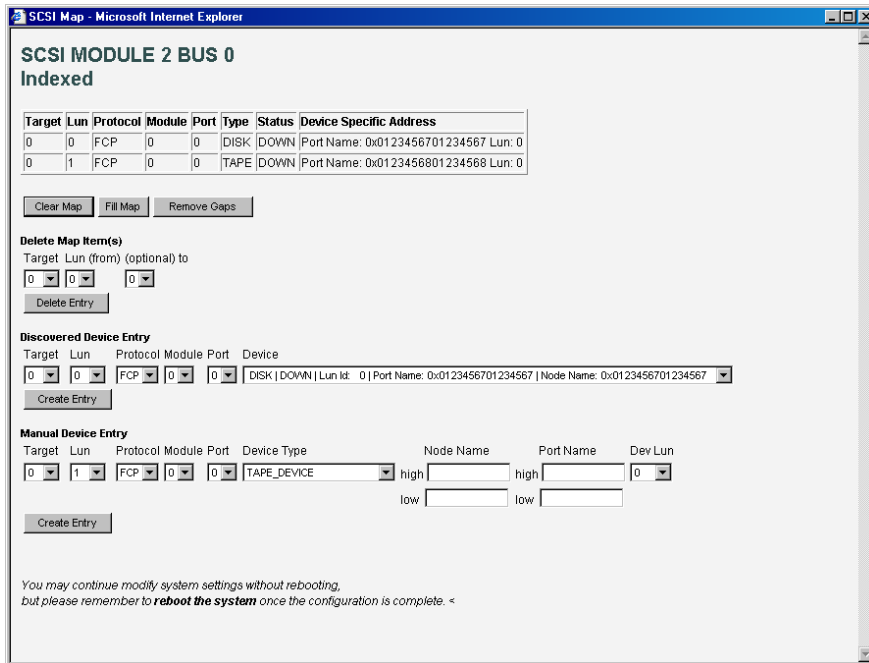 SCSI Map - Microsoft Internet Explorer
SCSI MODULE 2 BUS 0
Indexed
Target Lun Protocol Module Port Type Status Device Specific Address
0 0 FCP 0 0 DISK DOWN Port Name: 0x0123456701234567 Lun: 0
0 1 FCP 0 0 TAPE DOWN Port Name: 0x0123456801234568 Lun: 0
Clear Map Fill Map Remove Gaps
Delete Map Item(s)
Target Lun (from) (optional) to
0 0 0
Delete Entry
Discovered Device Entry
Target Lun Protocol Module Port Device
0 0 FCP 0 0 DISK | DOWN | Lun Id: 0 | Port Name: 0x0123456701234567 | Node Name: 0x0123456701234567
Create Entry
Manual Device Entry
Target Lun Protocol Module Port Device Type Node Name Port Name Dev Lun
0 1 FCP 0 0 TAPE_DEVICE high high 0
low low
Create Entry
You may continue modify system settings without rebooting,
but please remember to reboot the system once the configuration is complete. <